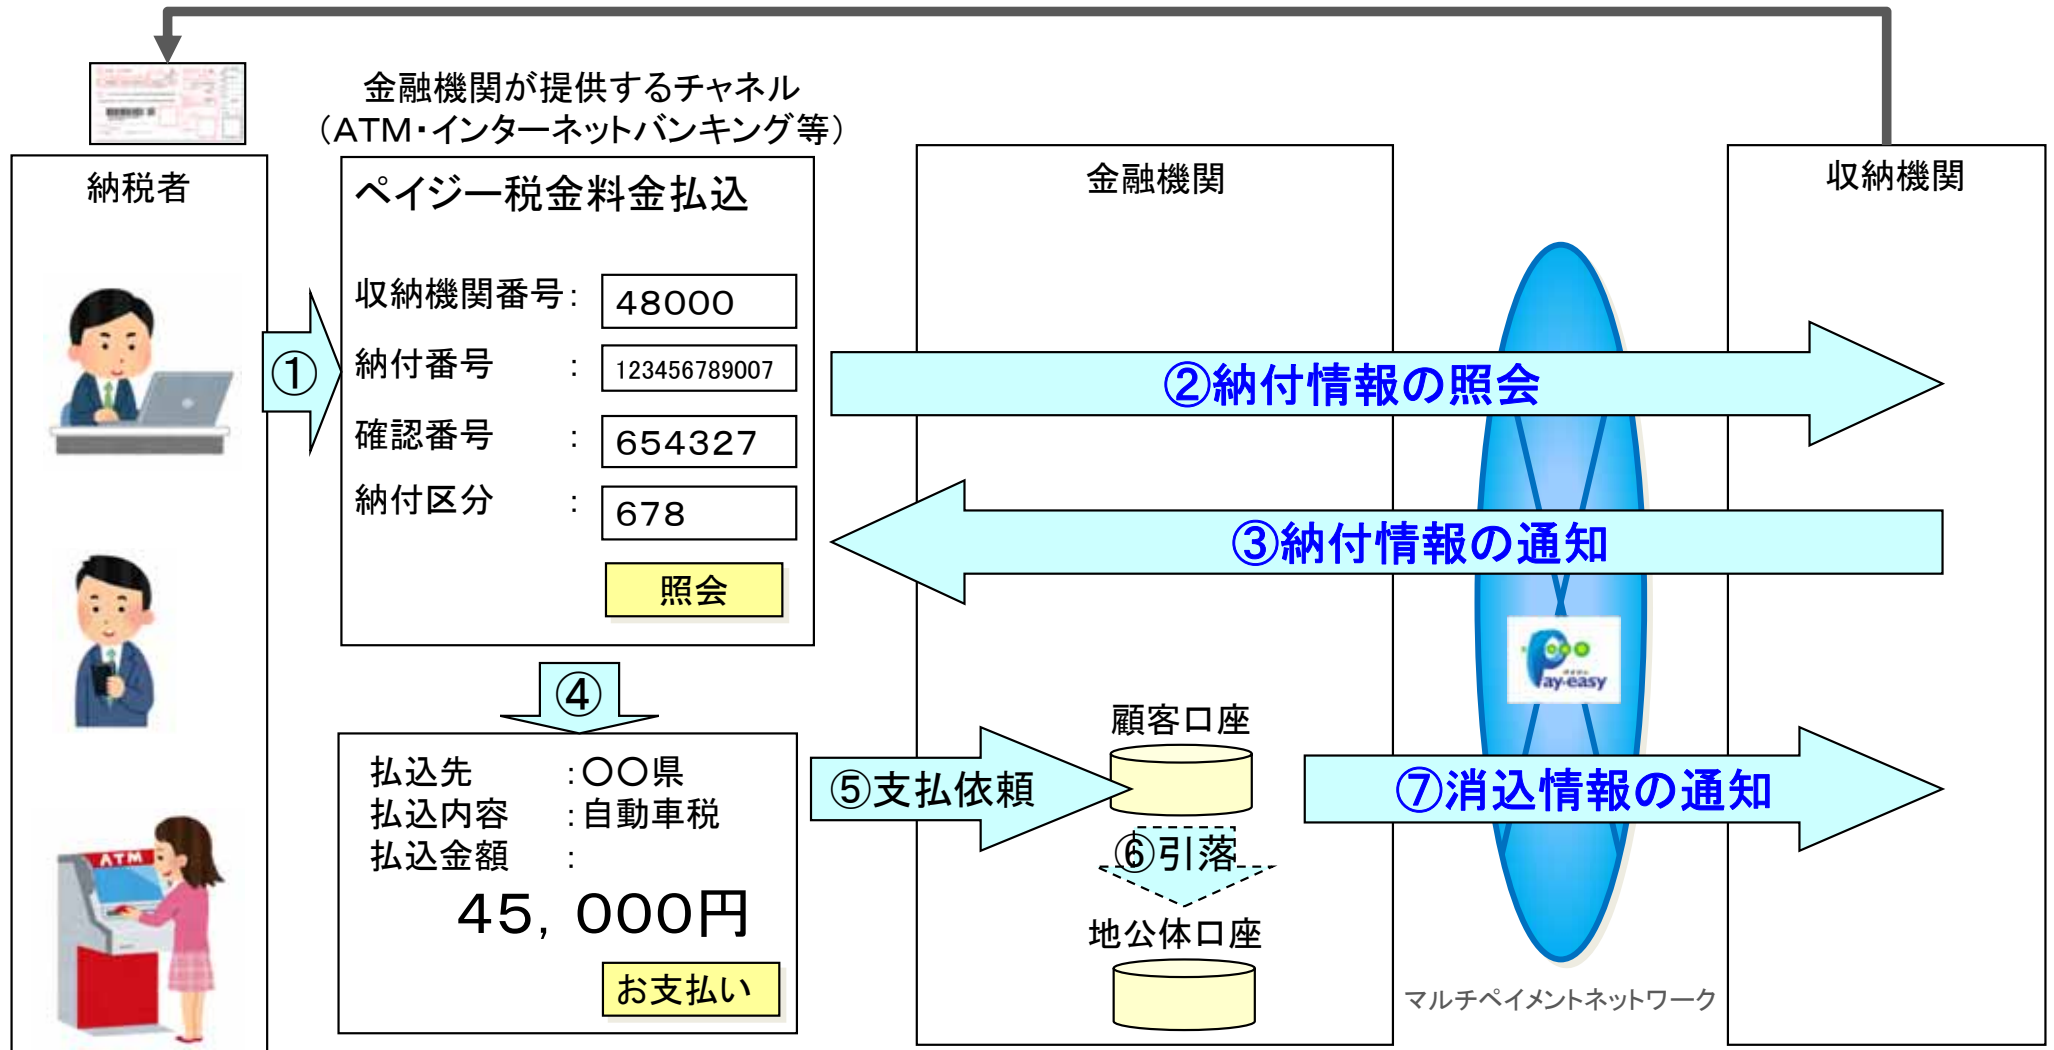 金融機関が提供するチャネル
（ATM・インターネットバンキング等）
納税者
ペイジー税金料金払込
収納機関番号：
48000
納付番号 ：
123456789007
確認番号 ：
654327
納付区分 ：
678
照会
金融機関
収納機関
①
②納付情報の照会
③納付情報の通知
④
払込先 ：〇〇県
払込内容 ：自動車税
払込金額 ：
45，000円
お支払い
⑤支払依頼
顧客口座
⑥引落
地公体口座
⑦消込情報の通知
Pay-easy
マルチペイメントネットワーク
ATM